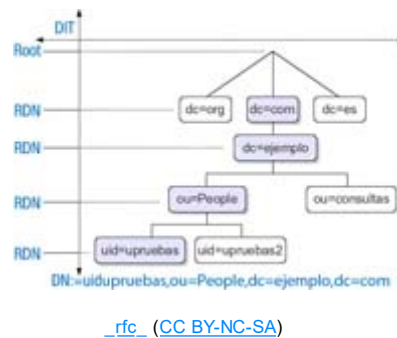 DIT
Root
RDN dc=org dc=com dc=es
RDN dc=ejemplo
RDN ou=People ou=consultas
RDN uid=upruebas uid=upruebas2
DN:=uidupruebas,ou=People,dc=ejemplo,dc=com
_rfc_ (CC BY-NC-SA)